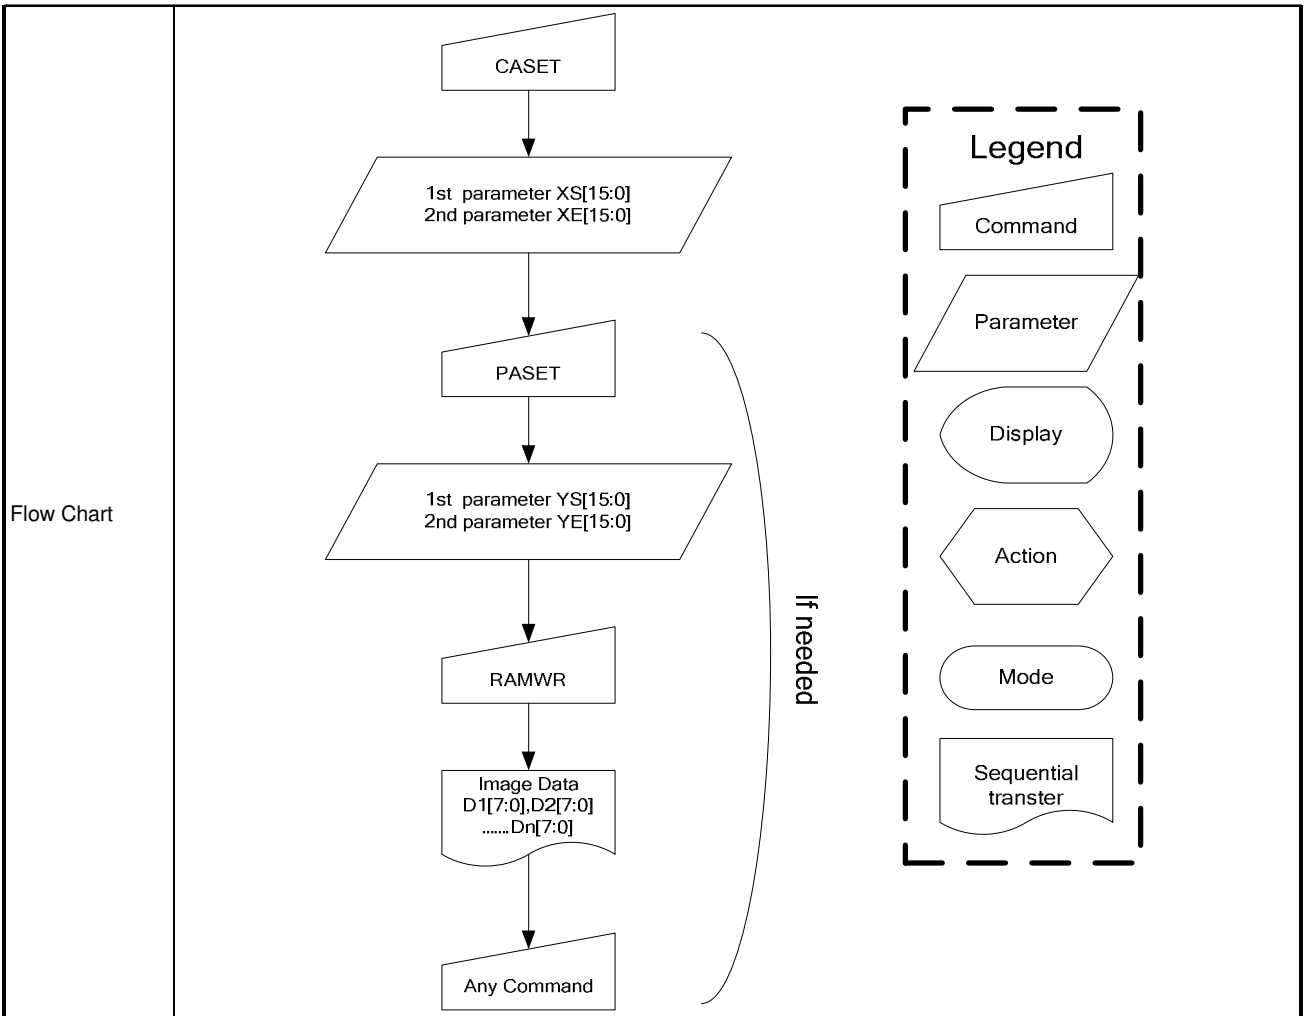 Flow Chart
CASET
1st parameter XS[15:0]
2nd parameter XE[15:0]
PASET
1st parameter YS[15:0]
2nd parameter YE[15:0]
RAMWR
Image Data
D1[7:0],D2[7:0]
.......Dn[7:0]
Any Command
If needed
Legend
Command
Parameter
Display
Action
Mode
Sequential
transter